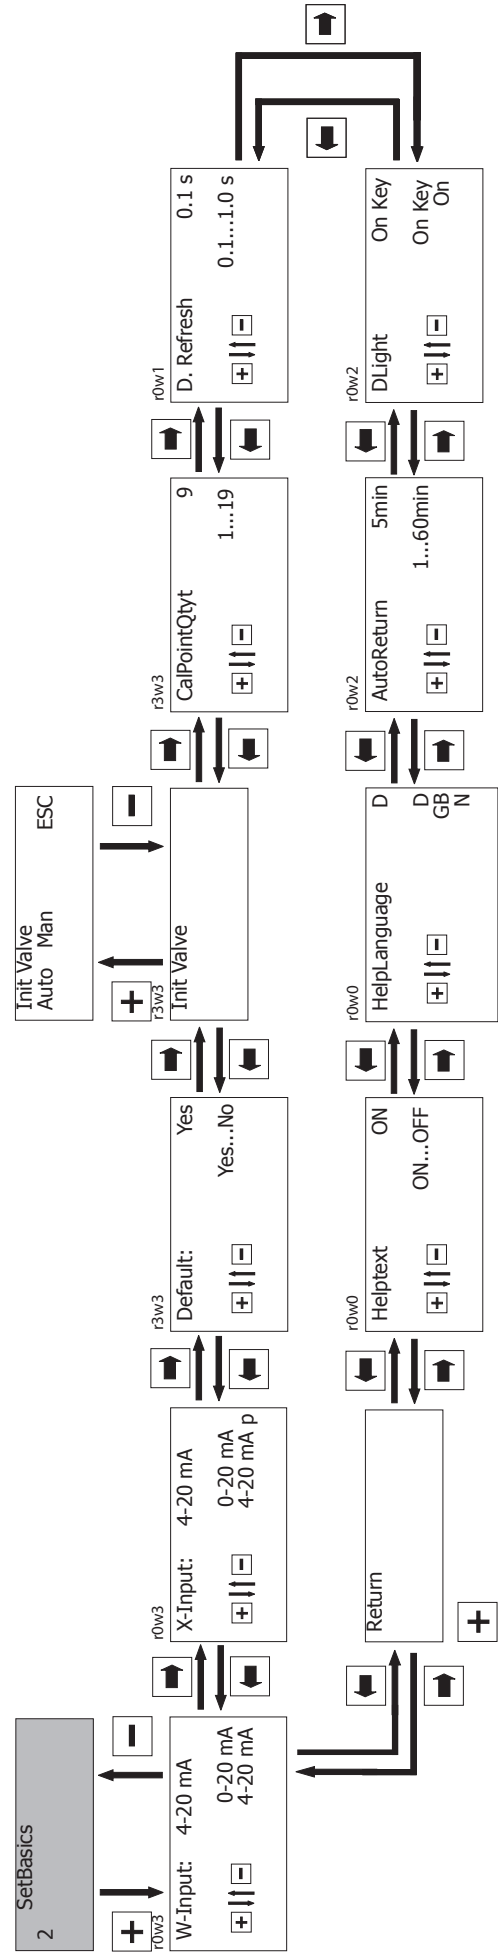 2 SetBasics
+
−
r0w3
W-Input: 4-20 mA
0-20 mA
+ − 4-20 mA
r0w3
X-Input: 4-20 mA
0-20 mA
+ − 4-20 mA p
r3w3
Default: Yes
+ − Yes...No
Init Valve
Auto Man ESC
+
−
r3w3
Init Valve
r3w3
CalPointQtyt 9
+ − 1...19
r0w1
D. Refresh 0.1 s
+ − 0.1...1.0 s
Return
+
r0w0
Helptext ON
+ − ON...OFF
r0w0
HelpLanguage D
+ − D
GB
N
r0w2
AutoReturn 5min
+ − 1...60min
r0w2
DLight On Key
+ − On Key
On